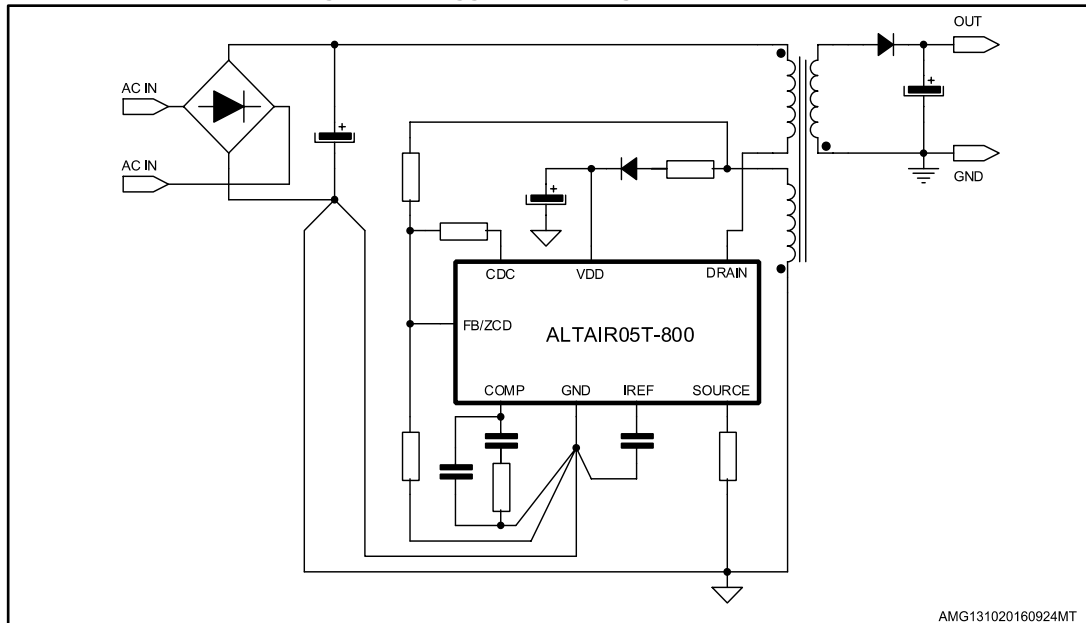 OUT
AC IN
+
+
AC IN
+
GND
CDC
VDD
DRAIN
FB/ZCD
ALTAIR05T-800
COMP
GND
IREF
SOURCE
AMG131020160924MT